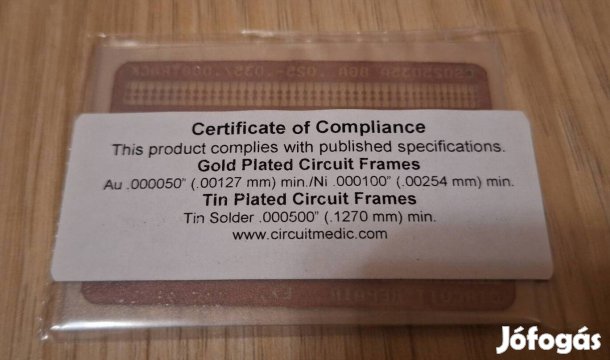 Certificate of Compliance
This product complies with published specifications.
Gold Plated Circuit Frames
Au .000050" (.00127 mm) min./Ni .000100" (.00254 mm) min.
Tin Plated Circuit Frames
Tin Solder .000500" (.1270 mm) min.
www.circuitmedic.com
Jófogás